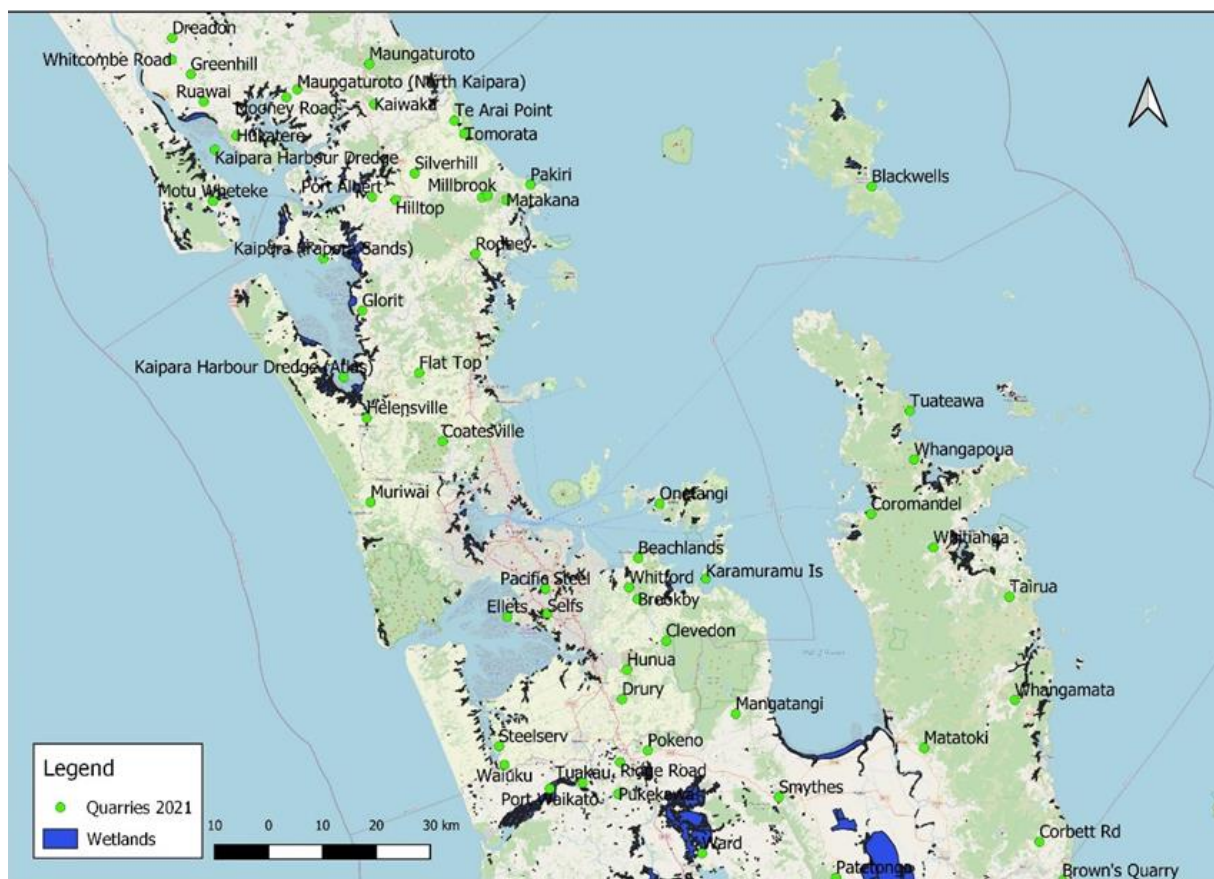 Dreadon
Whitcombe Road
Greenhill
Maungaturoto
Ruawai
Maungaturoto (North Kaipara)
Mooney Road
Kaiwaka
Te Arai Point
Hukatere
Tomorata
Kaipara Harbour Dredge
Silverhill
Blackwells
Motu Wheteke
Port Albert
Millbrook
Pakiri
Hilltop
Matakana
Kaipara (Tapora Sands)
Rodney
Glorit
Kaipara Harbour Dredge (Atlas)
Flat Top
Helensville
Tuateawa
Coatesville
Whangapoua
Muriwai
Onetangi
Coromandel
Whitianga
Beachlands
Pacific Steel
Whitford
Karamuramu Is
Ellets
Selfs
Brookby
Tairua
Clevedon
Hunua
Drury
Mangatangi
Whangamata
Steelserv
Pokeno
Matatoki
Waiuku
Tuakau
Ridge Road
Port Waikato
Pukekawa
Smythes
Ward
Corbett Rd
Patetonga
Brown's Quarry
Legend
Quarries 2021
Wetlands
10 0 10 20 30 km